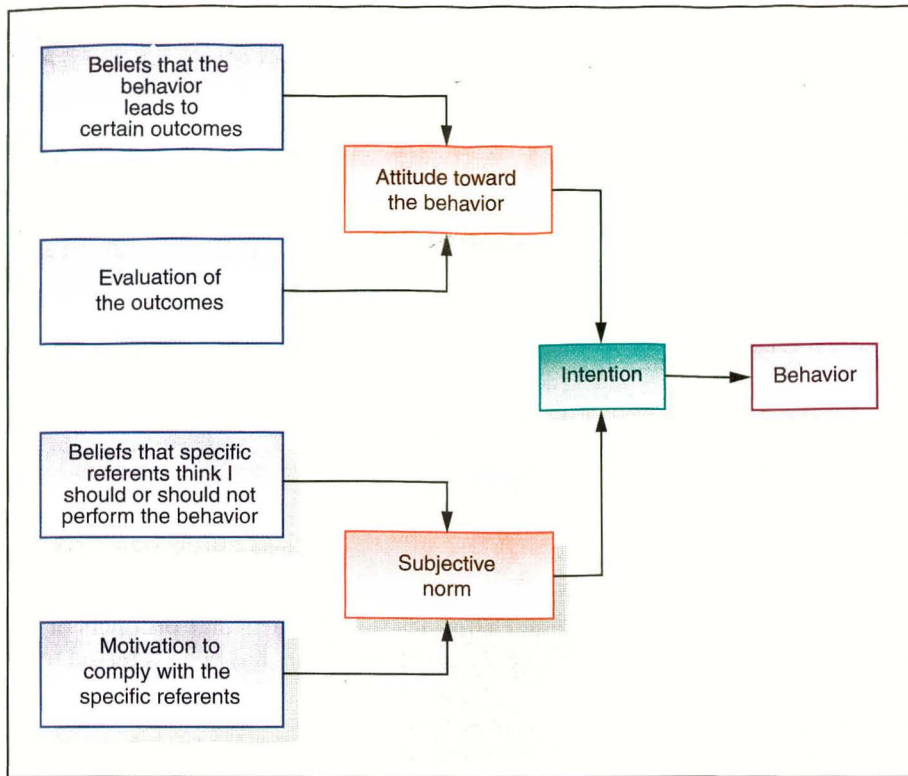 Beliefs that the
behavior
leads to
certain outcomes
Attitude toward
the behavior
Evaluation of
the outcomes
Intention
Behavior
Beliefs that specific
referents think I
should or should not
perform the behavior
Subjective
norm
Motivation to
comply with the
specific referents